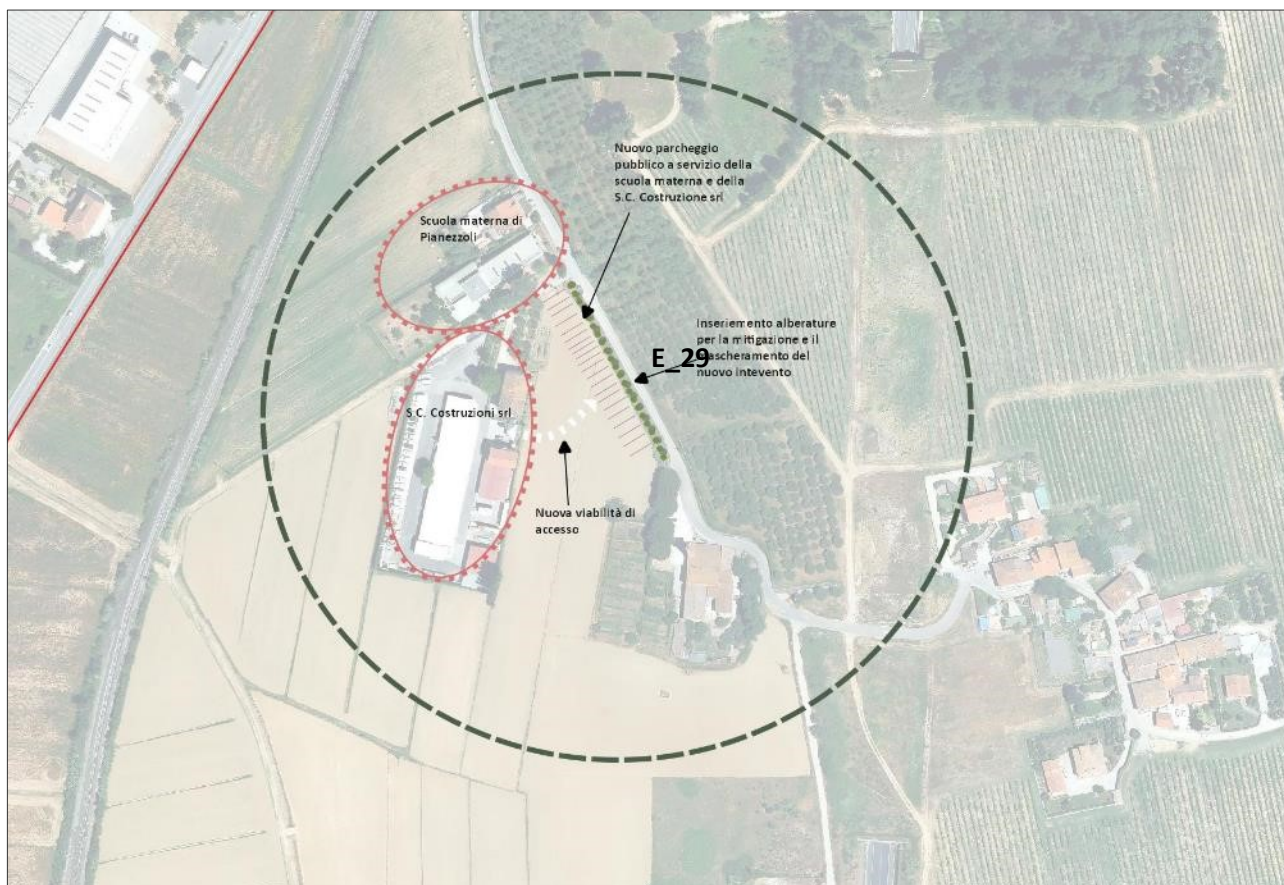 Nuovo parcheggio
pubblico a servizio della
scuola materna e della
S.C. Costruzione srl
Scuola materna di
Pianezzoli
Inseriemento alberature
per la mitigazione e il
mascheramento del
nuovo intevento
E_29
S.C. Costruzioni srl
Nuova viabilità di
accesso